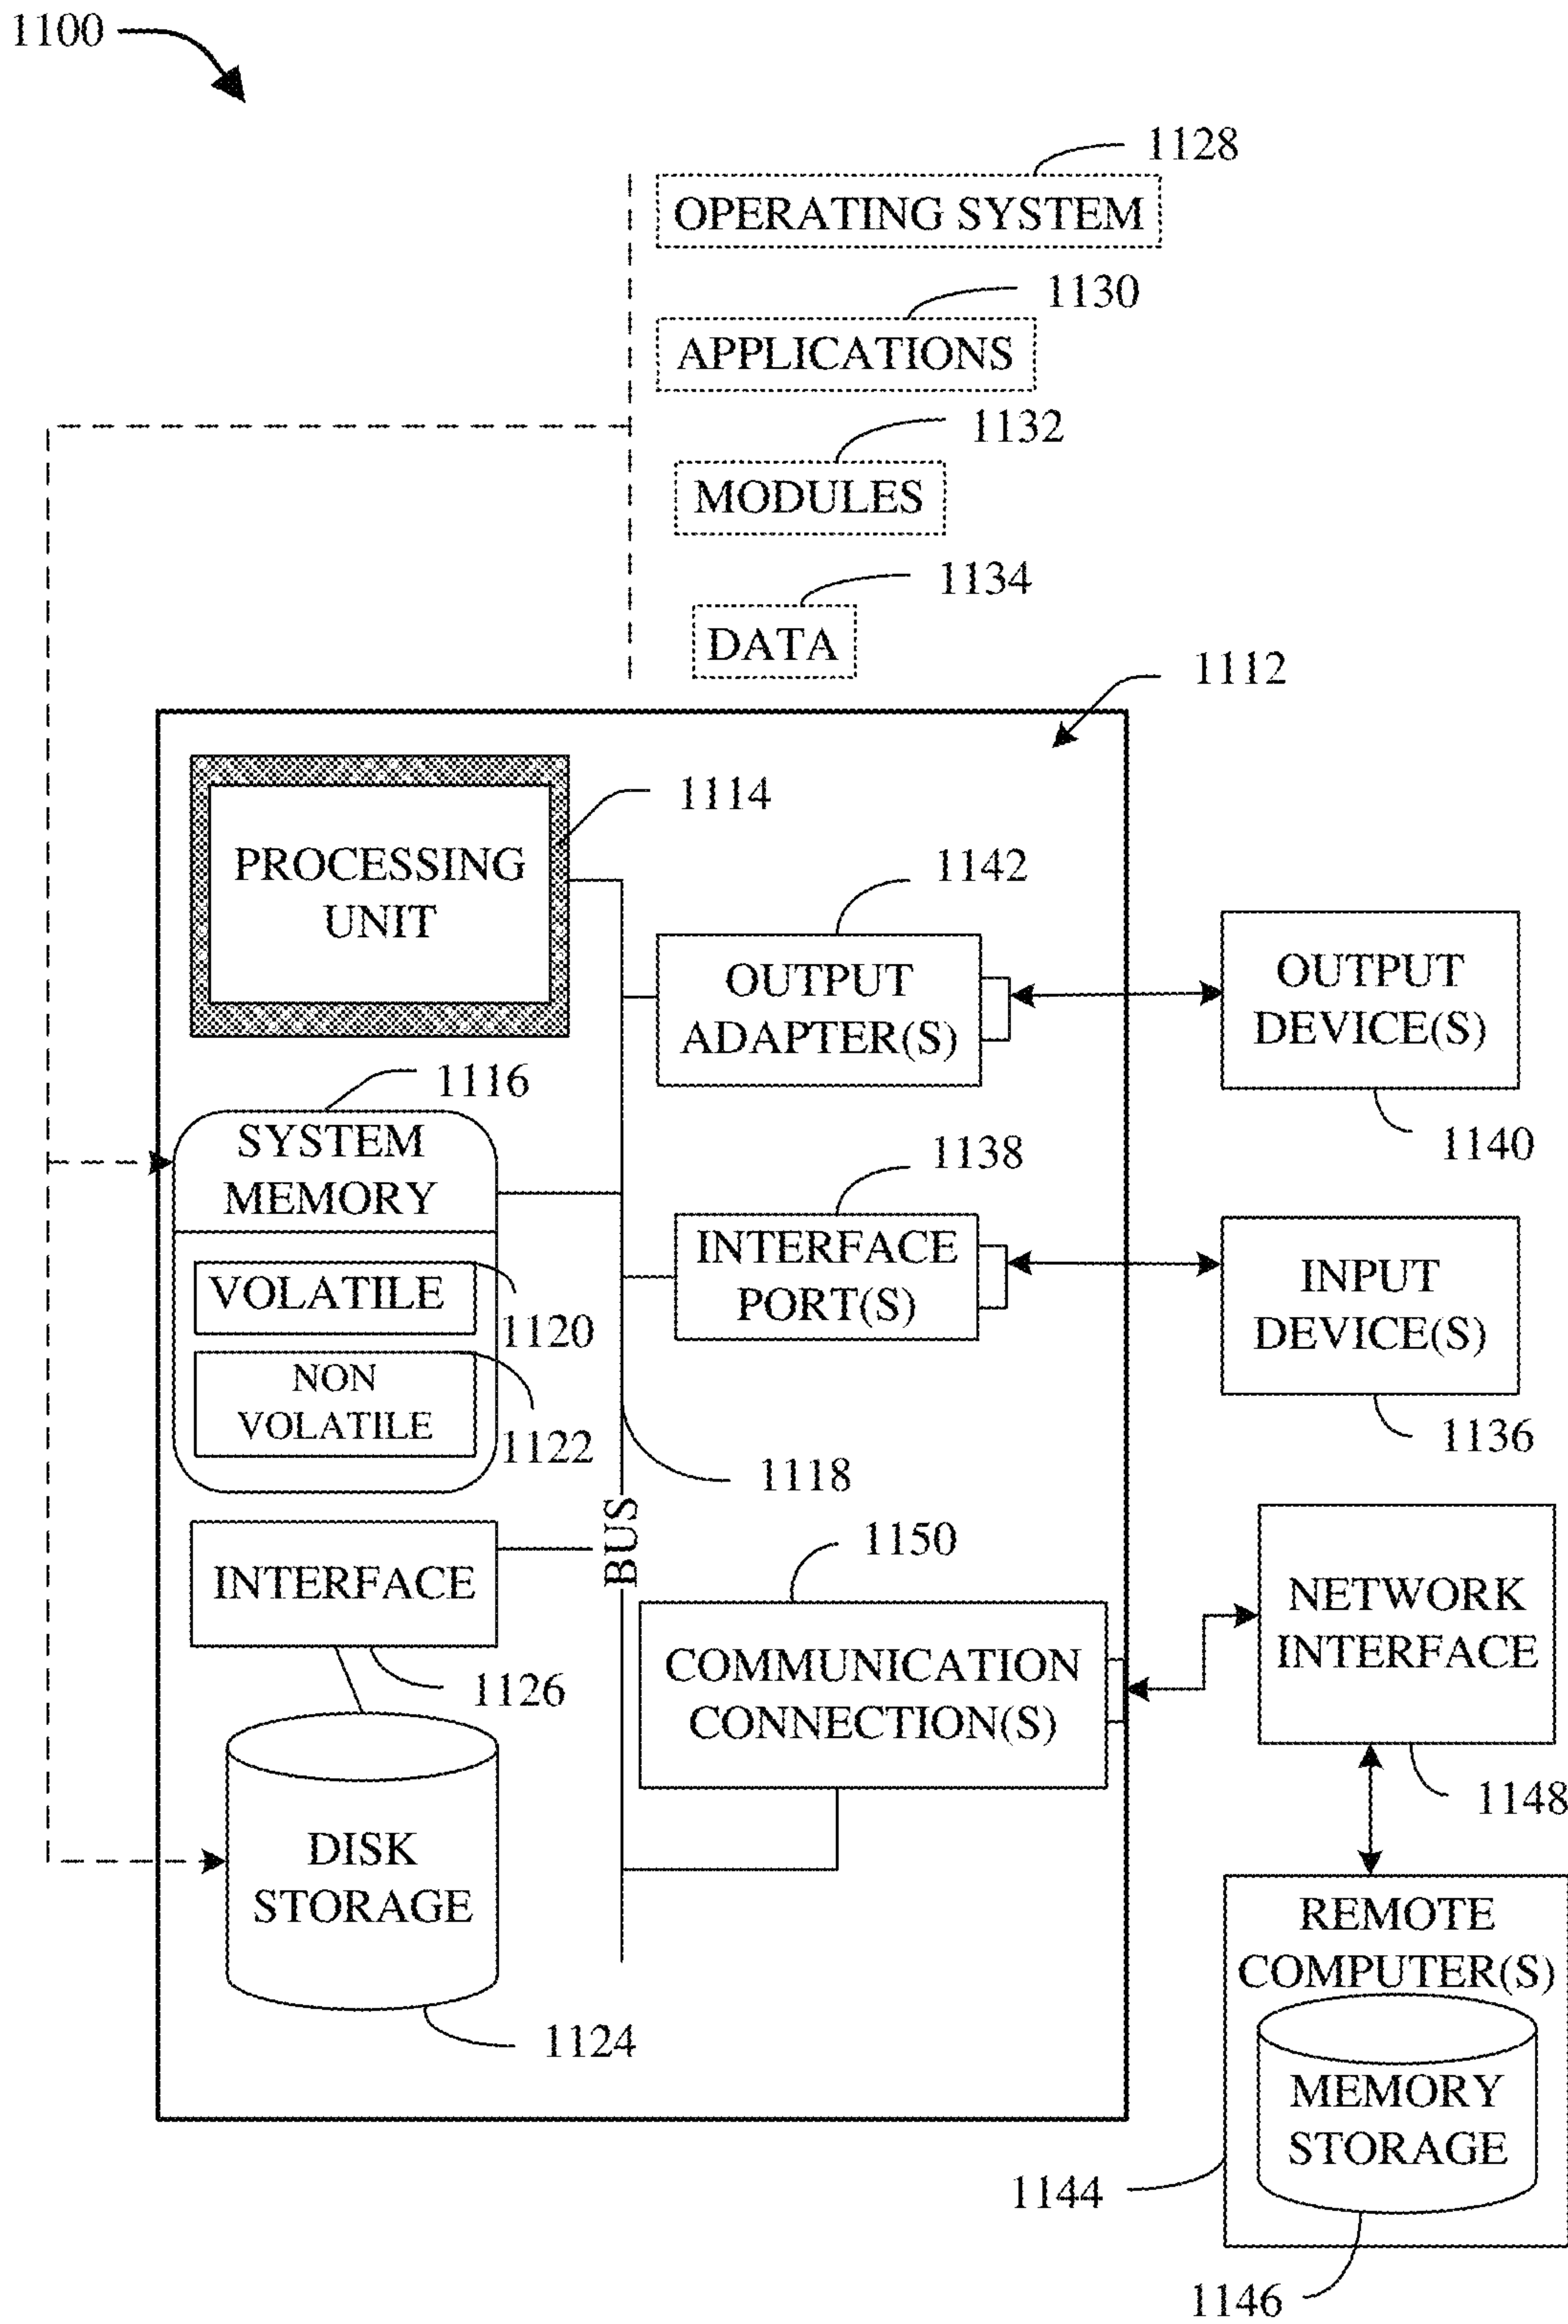 1100
1128
OPERATING SYSTEM
1130
APPLICATIONS
1132
MODULES
1134
DATA
1112
PROCESSING
UNIT
1114
1142
OUTPUT
ADAPTER(S)
OUTPUT
DEVICE(S)
1140
1116
SYSTEM
MEMORY
VOLATILE
1120
NON
VOLATILE
1122
1138
INTERFACE
PORT(S)
INPUT
DEVICE(S)
1136
1118
BUS
INTERFACE
1126
1150
COMMUNICATION
CONNECTION(S)
NETWORK
INTERFACE
1148
DISK
STORAGE
1124
REMOTE
COMPUTER(S)
MEMORY
STORAGE
1144
1146